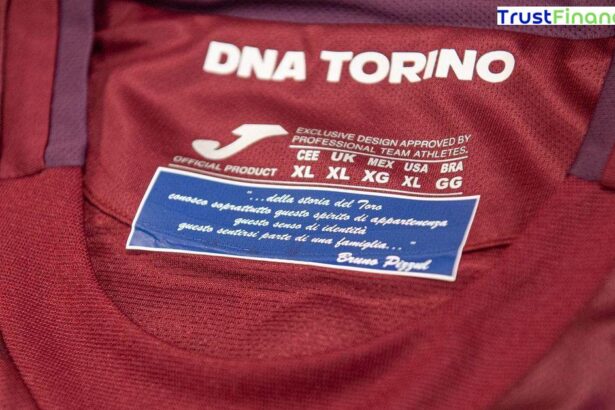 TrustFinanc
DNA TORINO
EXCLUSIVE DESIGN APPROVED BY
PROFESSIONAL TEAM ATHLETES.
OFFICIAL PRODUCT
CEE UK MEX USA BRA
XL XL XG XL GG
"...della storia del Toro
conosco soprattutto questo spirito di appartenenza
questo senso di identità
questo sentirsi parte di una famiglia..."
Bruno Pizzul